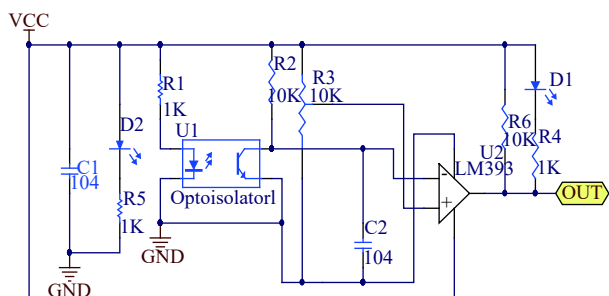 VCC
R1
1K
R2
10K
R3
10K
D1
D2
U1
R6
10K
R4
1K
C1
104
U2
LM393
R5
1K
Optoisolator1
OUT
C2
104
GND
GND
-
+